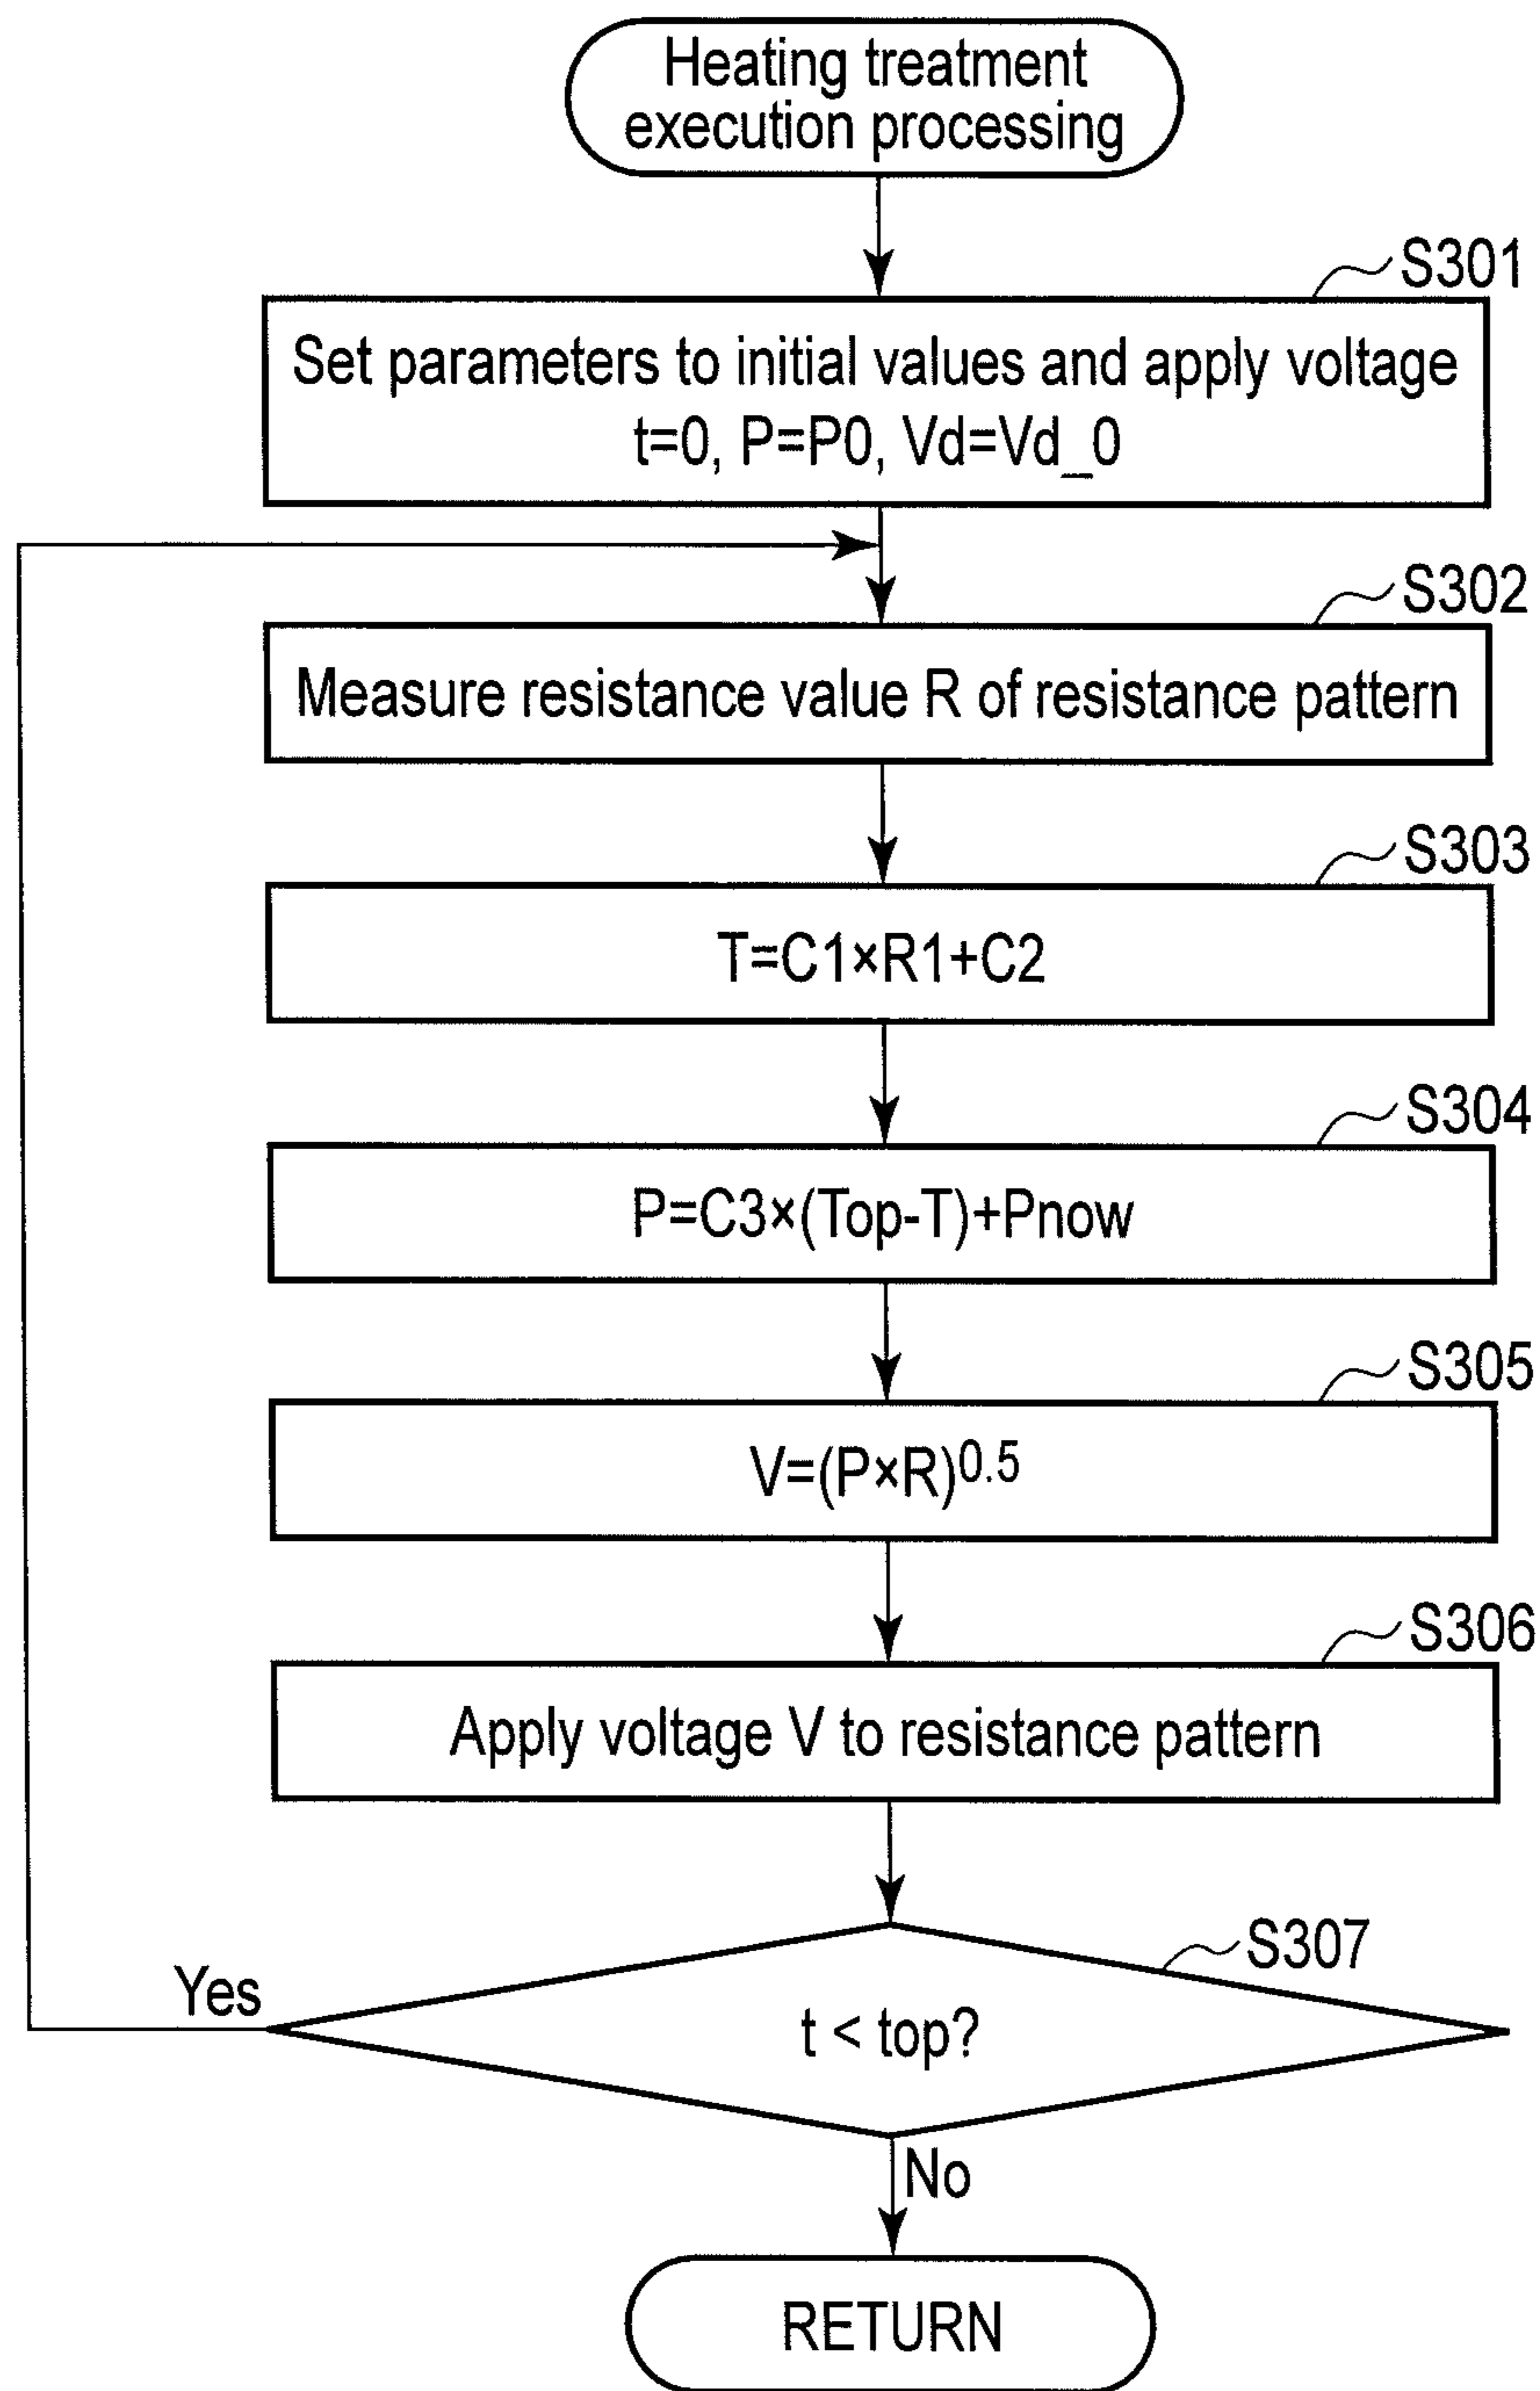 Heating treatment
execution processing
S301
Set parameters to initial values and apply voltage
t=0, P=P0, Vd=Vd_0
S302
Measure resistance value R of resistance pattern
S303
T=C1×R1+C2
S304
P=C3×(Top-T)+Pnow
S305
V=(P×R)^0.5
S306
Apply voltage V to resistance pattern
S307
Yes
t < top?
No
RETURN